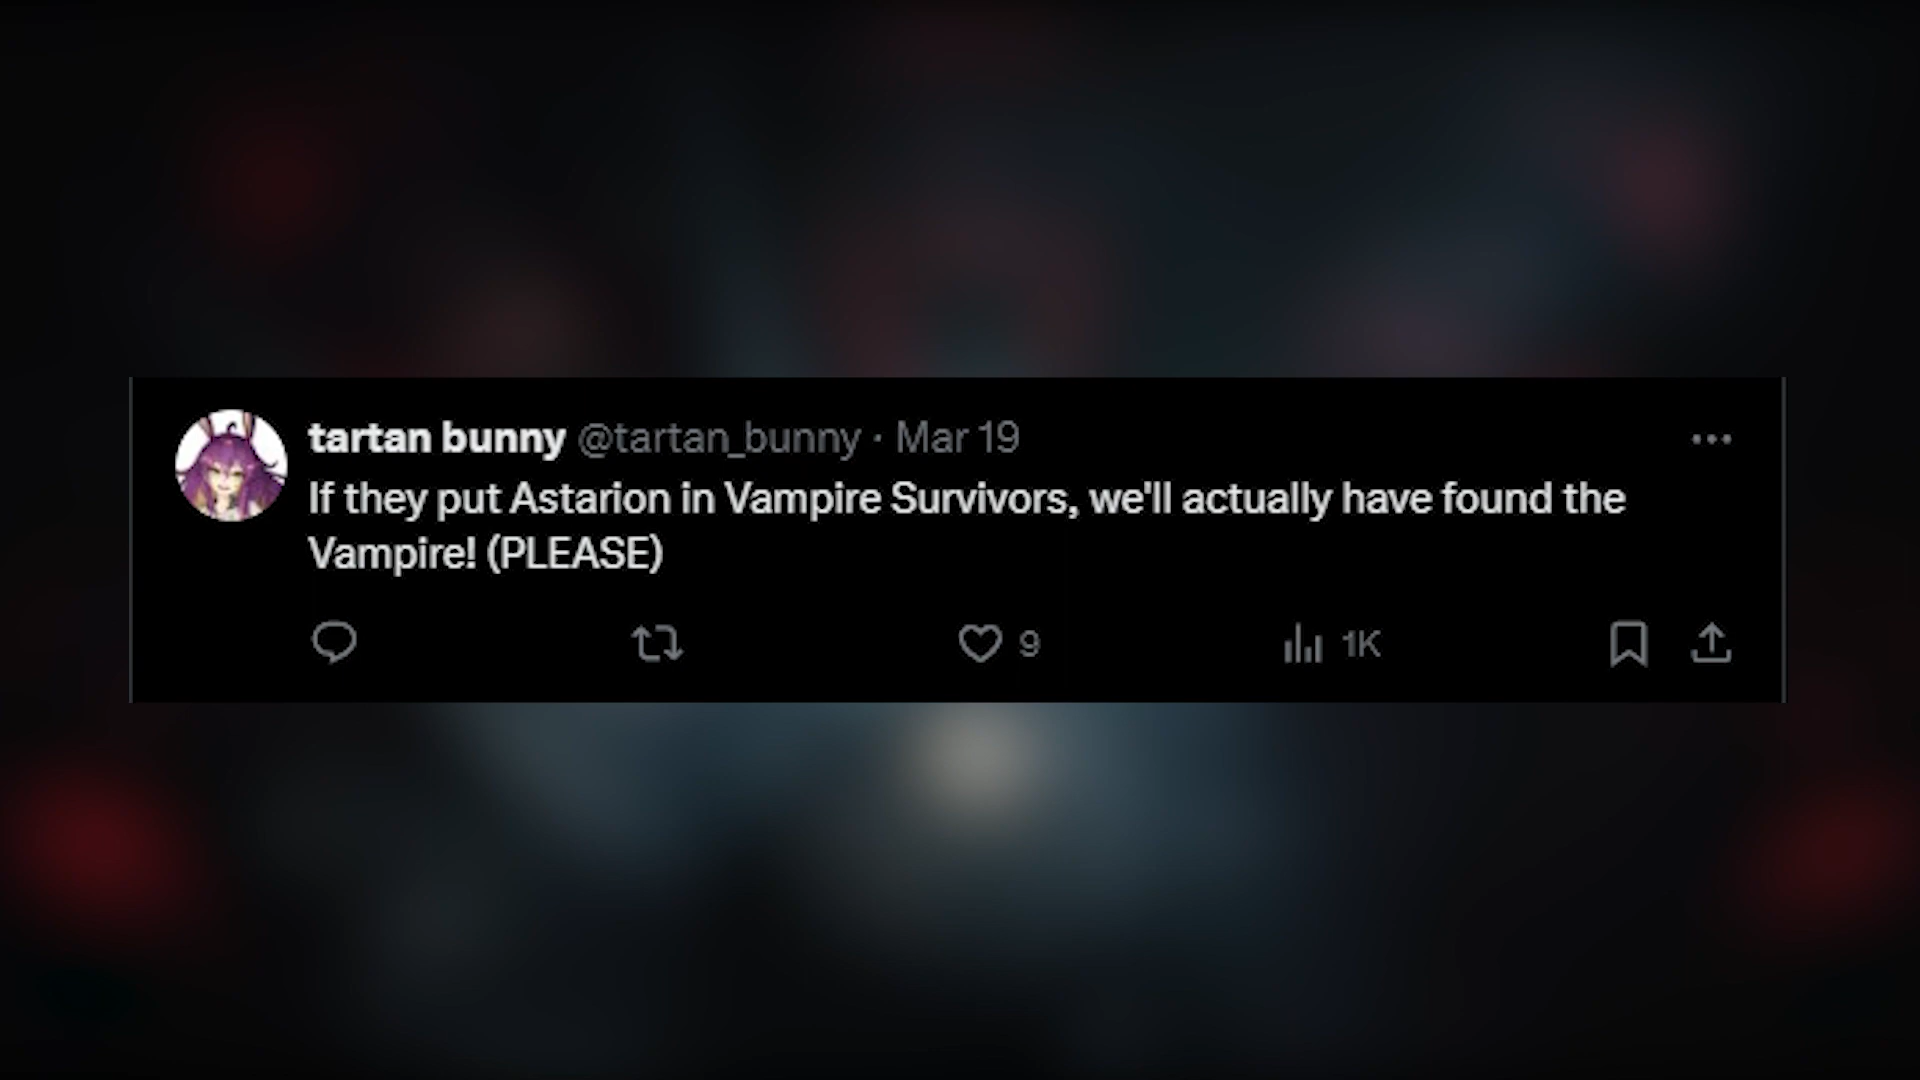 tartan bunny @tartan_bunny · Mar 19
If they put Astarion in Vampire Survivors, we'll actually have found the
Vampire! (PLEASE)
9 1K